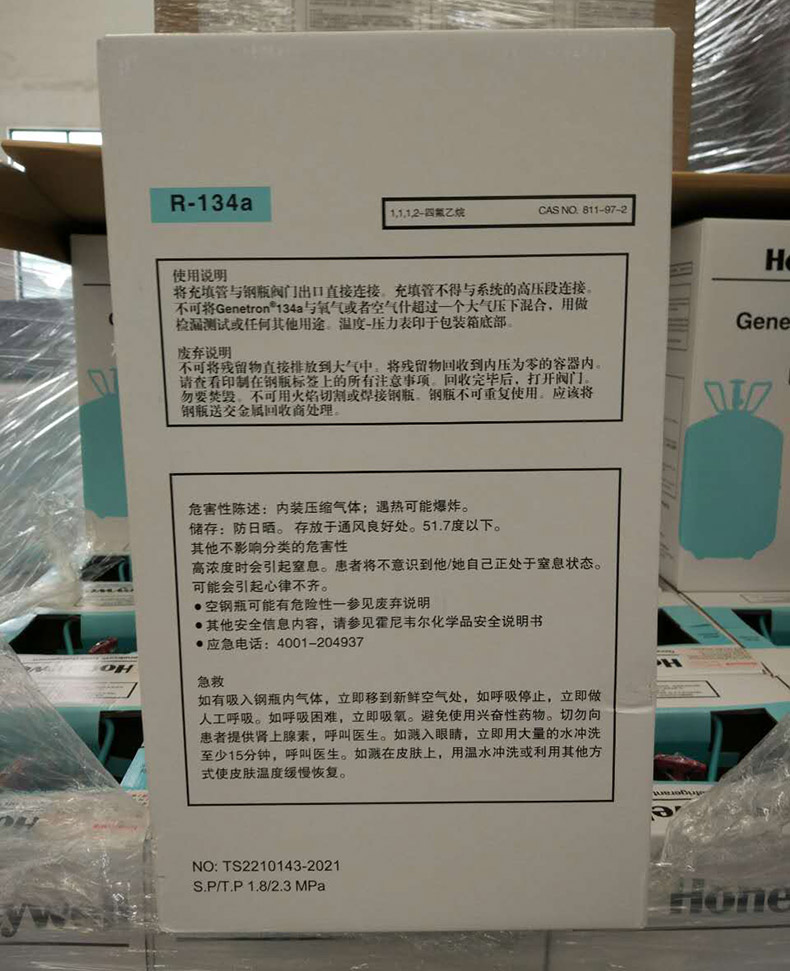 R-134a
1,1,1,2-四氟乙烷 CAS NO. 811-97-2
使用说明
将充填管与钢瓶阀门出口直接连接。充填管不得与系统的高压段连接。
不可将Genetron®134a与氧气或者空气什超过一个大气压下混合，用做
检漏测试或任何其他用途。温度-压力表印于包装箱底部。
废弃说明
不可将残留物直接排放到大气中。将残留物回收到内压为零的容器内。
请查看印制在钢瓶标签上的所有注意事项。回收完毕后，打开阀门。
勿要焚毁。不可用火焰切割或焊接钢瓶。钢瓶不可重复使用。应该将
钢瓶送交金属回收商处理。
危害性陈述：内装压缩气体；遇热可能爆炸。
储存：防日晒。存放于通风良好处。51.7度以下。
其他不影响分类的危害性
高浓度时会引起窒息。患者将不意识到他/她自己正处于窒息状态。
可能会引起心律不齐。
●空钢瓶可能有危险性一参见废弃说明
●其他安全信息内容，请参见霍尼韦尔化学品安全说明书
●应急电话：4001-204937
急救
如有吸入钢瓶内气体，立即移到新鲜空气处，如呼吸停止，立即做
人工呼吸。如呼吸困难，立即吸氧。避免使用兴奋性药物。切勿向
患者提供肾上腺素，呼叫医生。如溅入眼睛，立即用大量的水冲洗
至少15分钟，呼叫医生。如溅在皮肤上，用温水冲洗或利用其他方
式使皮肤温度缓慢恢复。
NO: TS2210143-2021
S.P/T.P 1.8/2.3 MPa
Ho
Gene
Hone